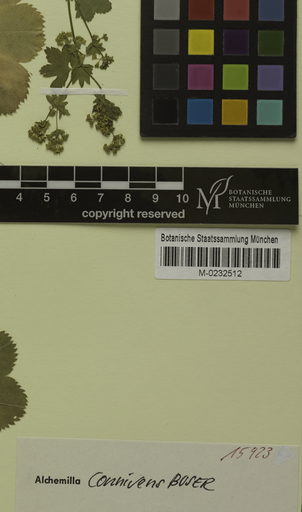 4 5 6 7 8 9 10
copyright reserved
M
BOTANISCHE
STAATSSAMMLUNG
MÜNCHEN
Botanische Staatssammlung München
M-0232512
15923
Alchemilla connivens BUSER